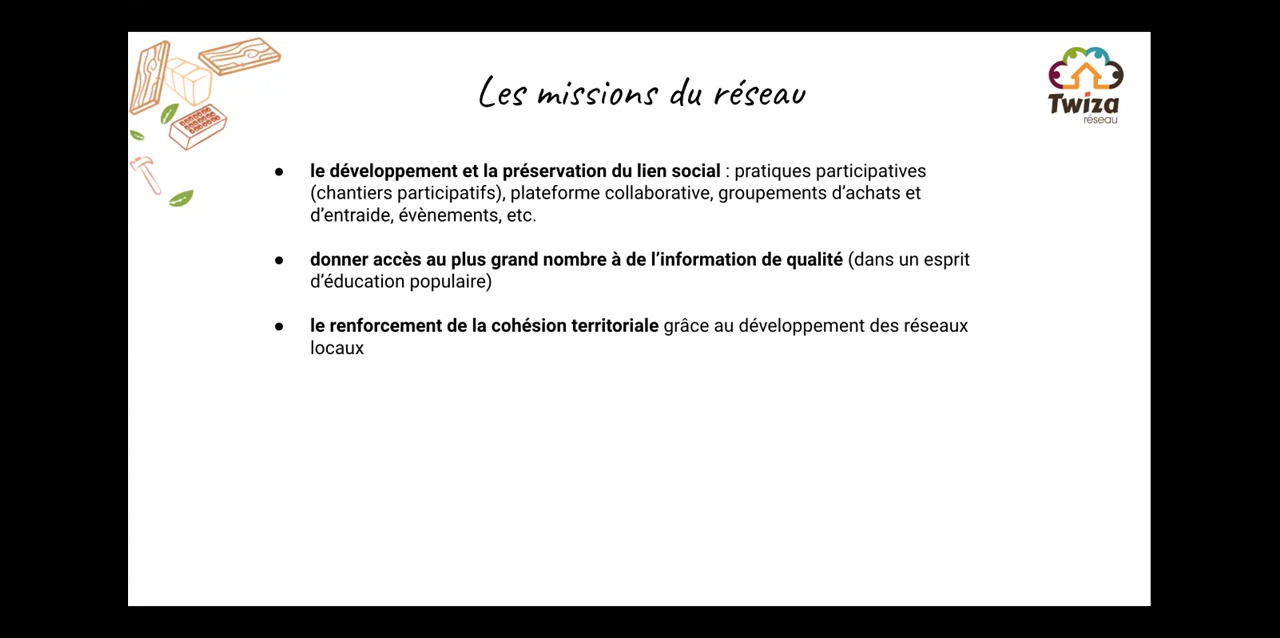 Les missions du réseau
Twiza
réseau
● le développement et la préservation du lien social : pratiques participatives
(chantiers participatifs), plateforme collaborative, groupements d’achats et
d’entraide, évènements, etc.
● donner accès au plus grand nombre à de l’information de qualité (dans un esprit
d’éducation populaire)
● le renforcement de la cohésion territoriale grâce au développement des réseaux
locaux